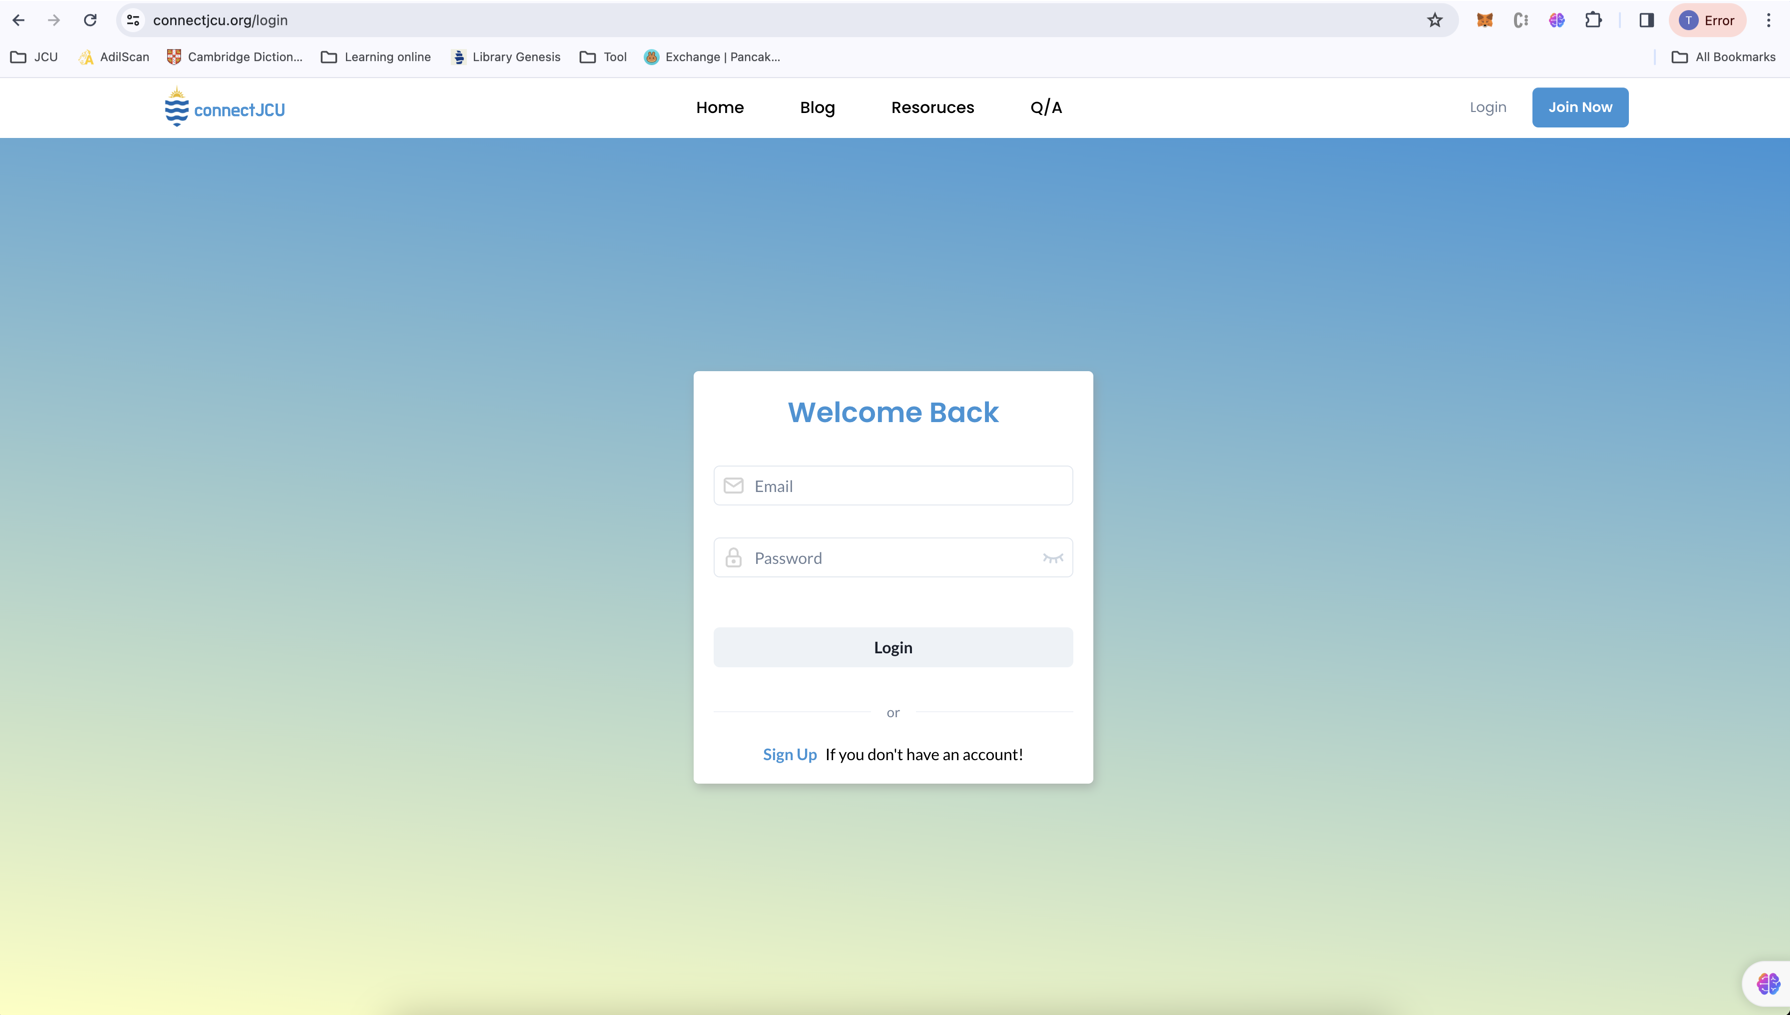 connectjcu.org/login
T Error
JCU AdilScan Cambridge Diction... Learning online Library Genesis Tool Exchange | Pancak... All Bookmarks
connectJCU Home Blog Resoruces Q/A Login Join Now
Welcome Back
Email
Password
Login
or
Sign Up If you don't have an account!